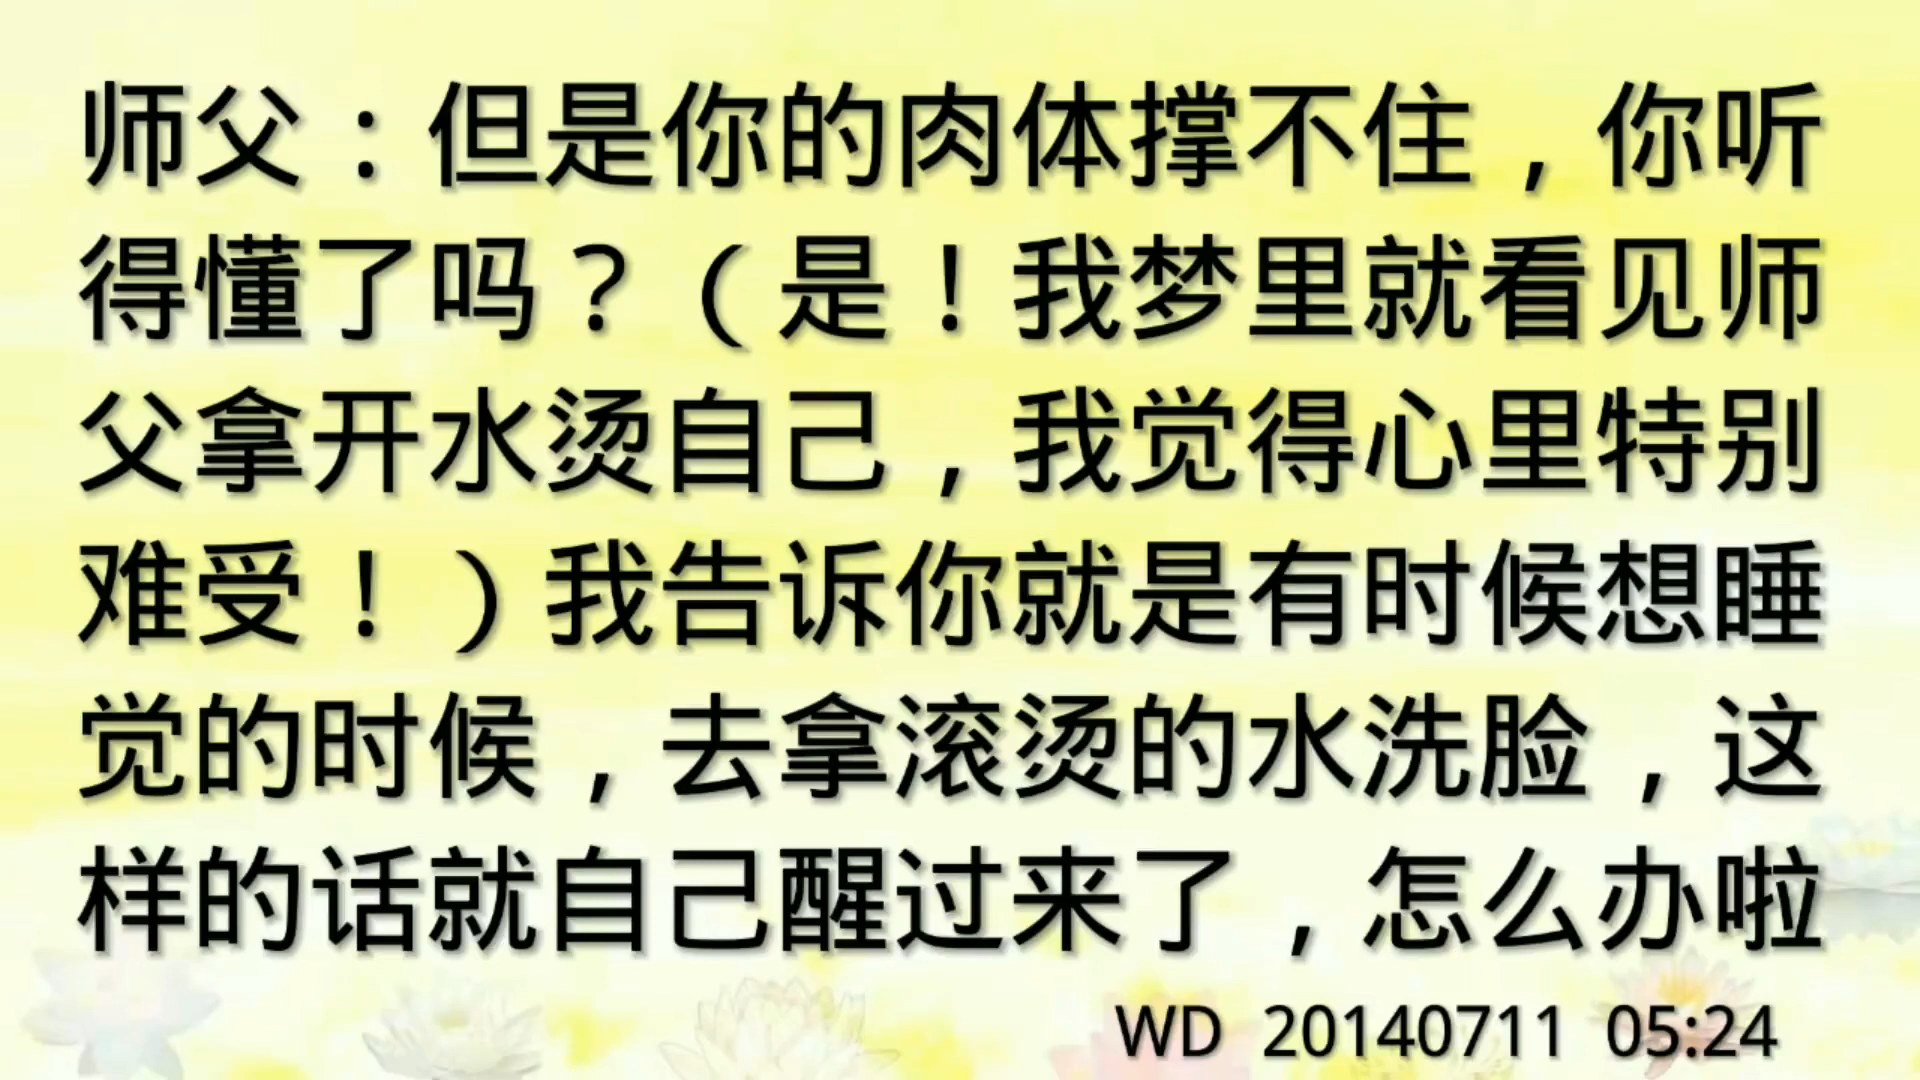 师父：但是你的肉体撑不住，你听
得懂了吗？（是！我梦里就看见师
父拿开水烫自己，我觉得心里特别
难受！）我告诉你就是有时候想睡
觉的时候，去拿滚烫的水洗脸，这
样的话就自己醒过来了，怎么办啦
WD 20140711 05:24